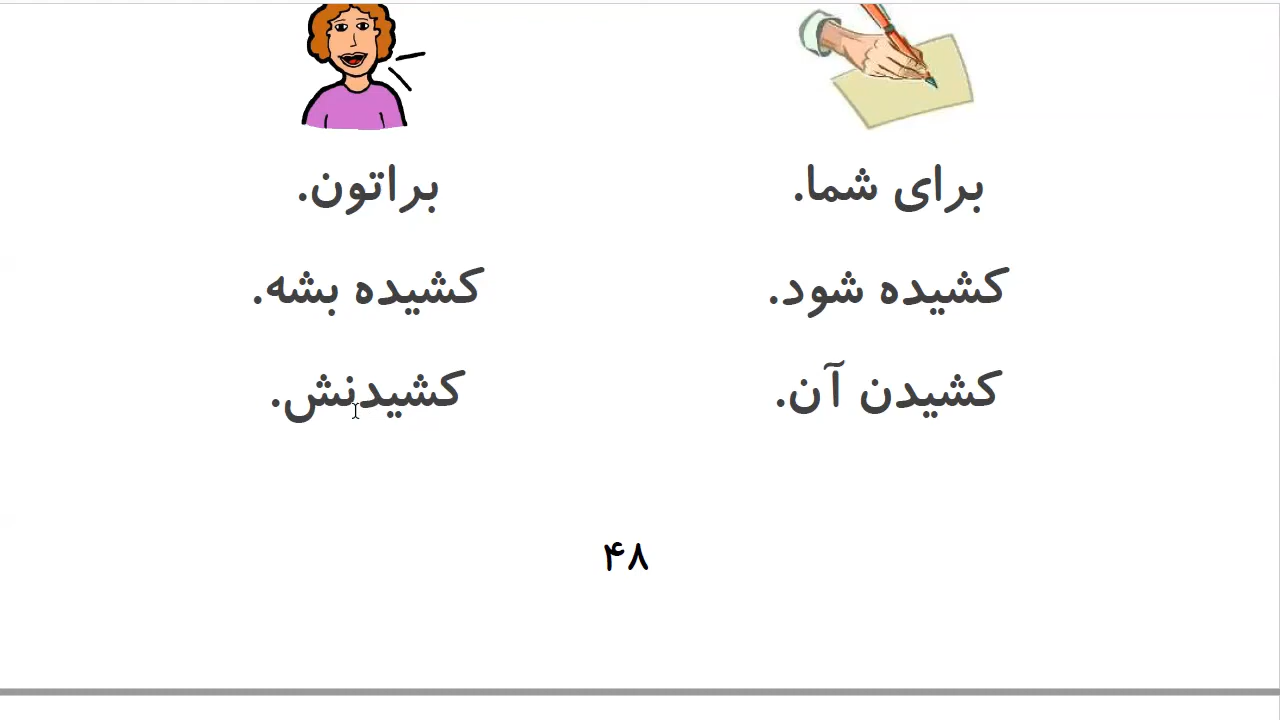 برای شما. براتون.
کشیده شود. کشیده بشه.
کشیدن آن. کشیدنش.
۴۸